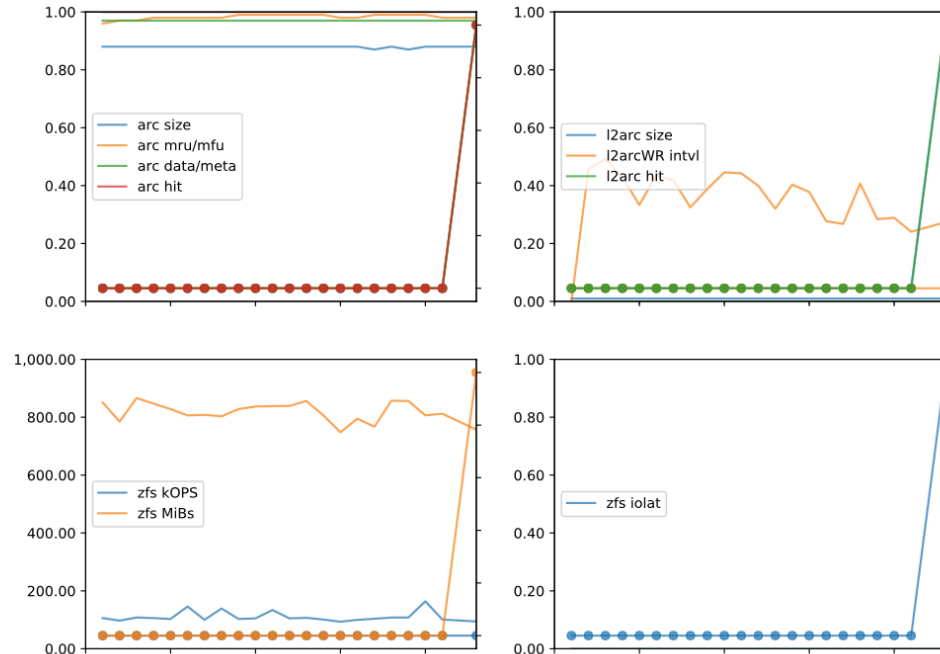 1.00
0.80
0.60
0.40
0.20
0.00
arc size
arc mru/mfu
arc data/meta
arc hit
1.00
0.80
0.60
0.40
0.20
0.00
l2arc size
l2arcWR intvl
l2arc hit
1,000.00
800.00
600.00
400.00
200.00
0.00
zfs kOPS
zfs MiBs
1.00
0.80
0.60
0.40
0.20
0.00
zfs iolat